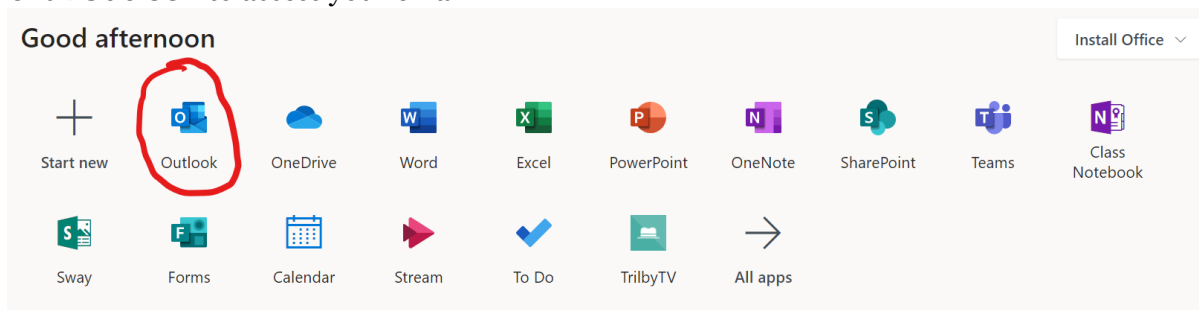 Good afternoon
Install Office
Start new
Outlook
OneDrive
Word
Excel
PowerPoint
OneNote
SharePoint
Teams
Class
Notebook
Sway
Forms
Calendar
Stream
To Do
TrilbyTV
All apps